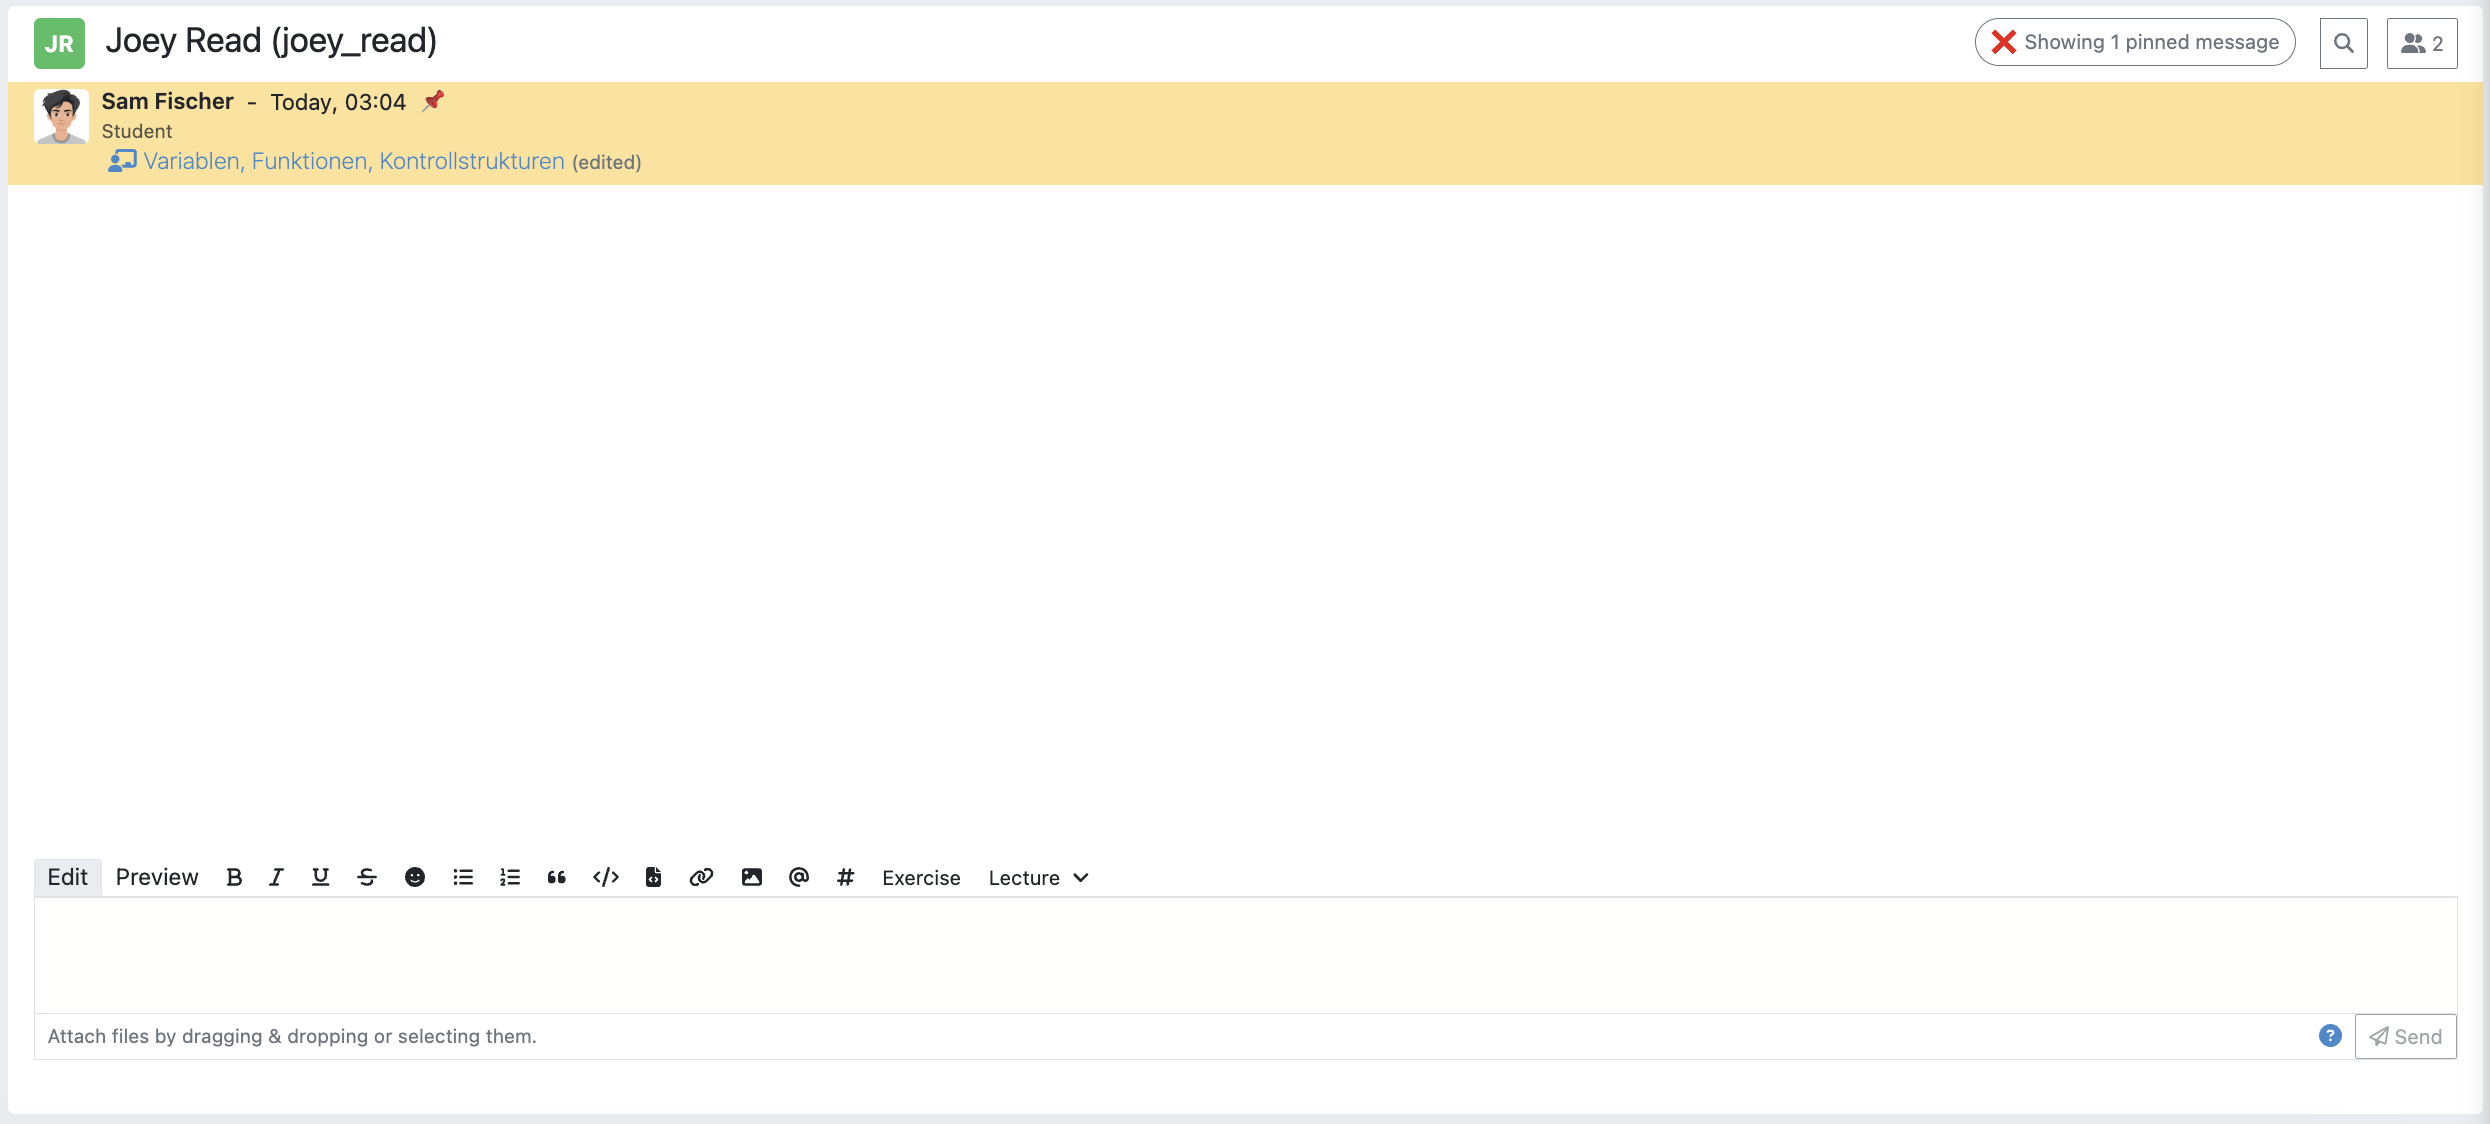 JR Joey Read (joey_read) Showing 1 pinned message 2
Sam Fischer - Today, 03:04
Student
Variablen, Funktionen, Kontrollstrukturen (edited)
Edit Preview B I U S @ # Exercise Lecture
Attach files by dragging & dropping or selecting them. ? Send